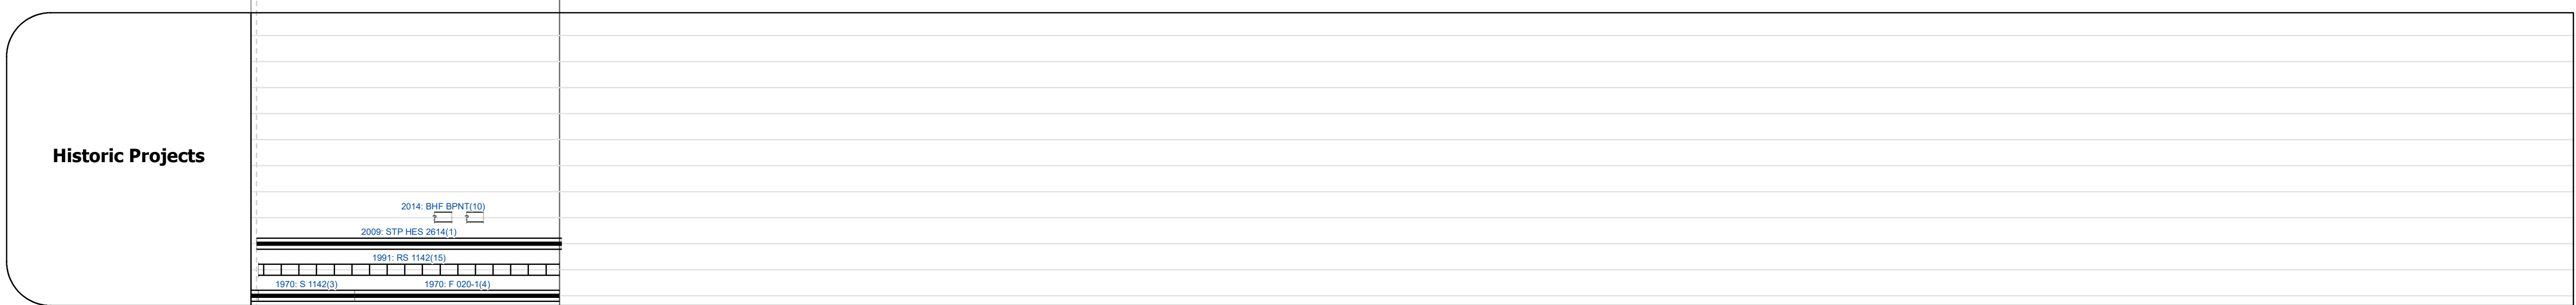 Historic Projects
2014: BHF BPNT(10)
? ?
2009: STP HES 2614(1)
1991: RS 1142(15)
1970: S 1142(3) 1970: F 020-1(4)